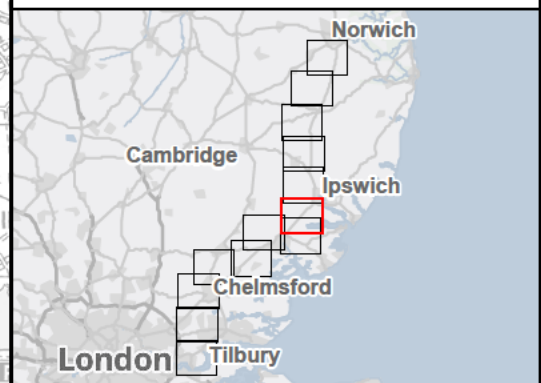 Norwich
Cambridge
Ipswich
Chelmsford
London
Tilbury